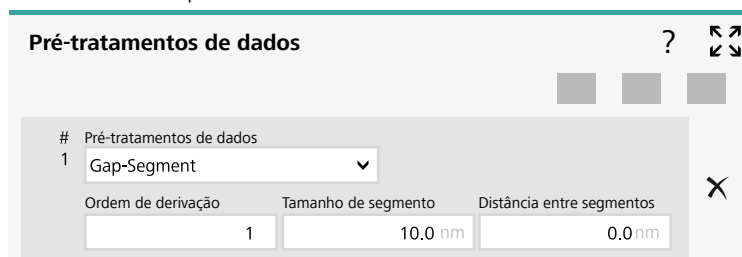 Pré-tratamentos de dados ?
# Pré-tratamentos de dados
1 Gap-Segment
Ordem de derivação Tamanho de segmento Distância entre segmentos
1 10.0 nm 0.0 nm